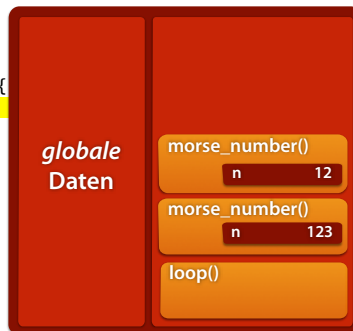 {
globale
Daten
morse_number()
n 12
morse_number()
n 123
loop()